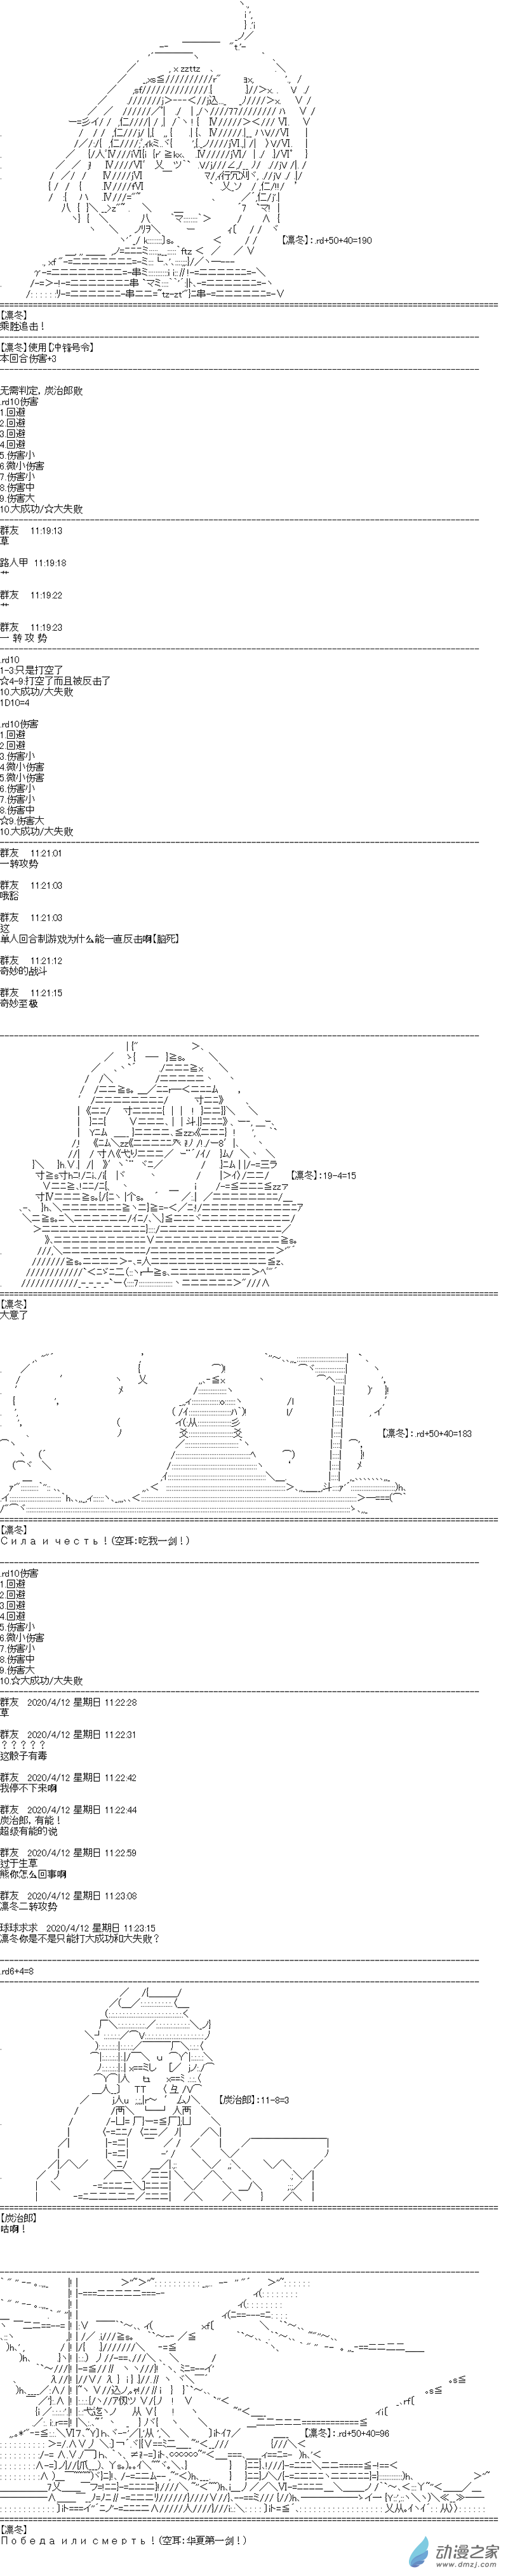 【凛冬】：.rd+50+40=190
【凛冬】
乘胜追击！
【凛冬】使用【冲锋号令】
本回合伤害+3
无需判定，炭治郎败
.rd10伤害
1.回避
2.回避
3.回避
4.回避
5.伤害小
6.微小伤害
7.伤害小
8.伤害中
9.伤害大
10.大成功/☆大失败
群友　11:19:13
草
路人甲　11:19:18
艹
群友　11:19:22
艹
群友　11:19:23
一 转 攻 势
.rd10
1-3:只是打空了
☆4-9:打空了而且被反击了
10.大成功/大失败
1D10=4
.rd10伤害
1.回避
2.回避
3.伤害小
4.微小伤害
5.微小伤害
6.伤害小
7.伤害小
8.伤害中
☆9.伤害大
10.大成功/大失败
群友　11:21:01
一转攻势
群友　11:21:03
哦豁
群友　11:21:03
这
单人回合制游戏为什么能一直反击啊【脑死】
群友　11:21:12
奇妙的战斗
群友　11:21:15
奇妙至极
【凛冬】：19-4=15
【凛冬】
大意了
【凛冬】：.rd+50+40=183
【凛冬】
Сила и честь！(空耳:吃我一剑！)
.rd10伤害
1.回避
2.回避
3.回避
4.回避
5.伤害小
6.微小伤害
7.伤害小
8.伤害中
9.伤害大
10.☆大成功/大失败
群友　2020/4/12 星期日 11:22:28
草
群友　2020/4/12 星期日 11:22:31
？？？？？
这骰子有毒
群友　2020/4/12 星期日 11:22:42
我停不下来啊
群友　2020/4/12 星期日 11:22:44
炭治郎，有能！
超级有能的说
群友　2020/4/12 星期日 11:22:59
过于生草
熊你怎么回事啊
群友　2020/4/12 星期日 11:23:08
凛冬二转攻势
球球求求　2020/4/12 星期日 11:23:15
凛冬你是不是只能打大成功和大失败？
.rd6+4=8
【炭治郎】：11-8=3
【炭治郎】
咕啊！
【凛冬】：.rd+50+40=96
【凛冬】
Победа или смерть！(空耳:华夏第一剑！)
动漫之家
www.dmzj.com